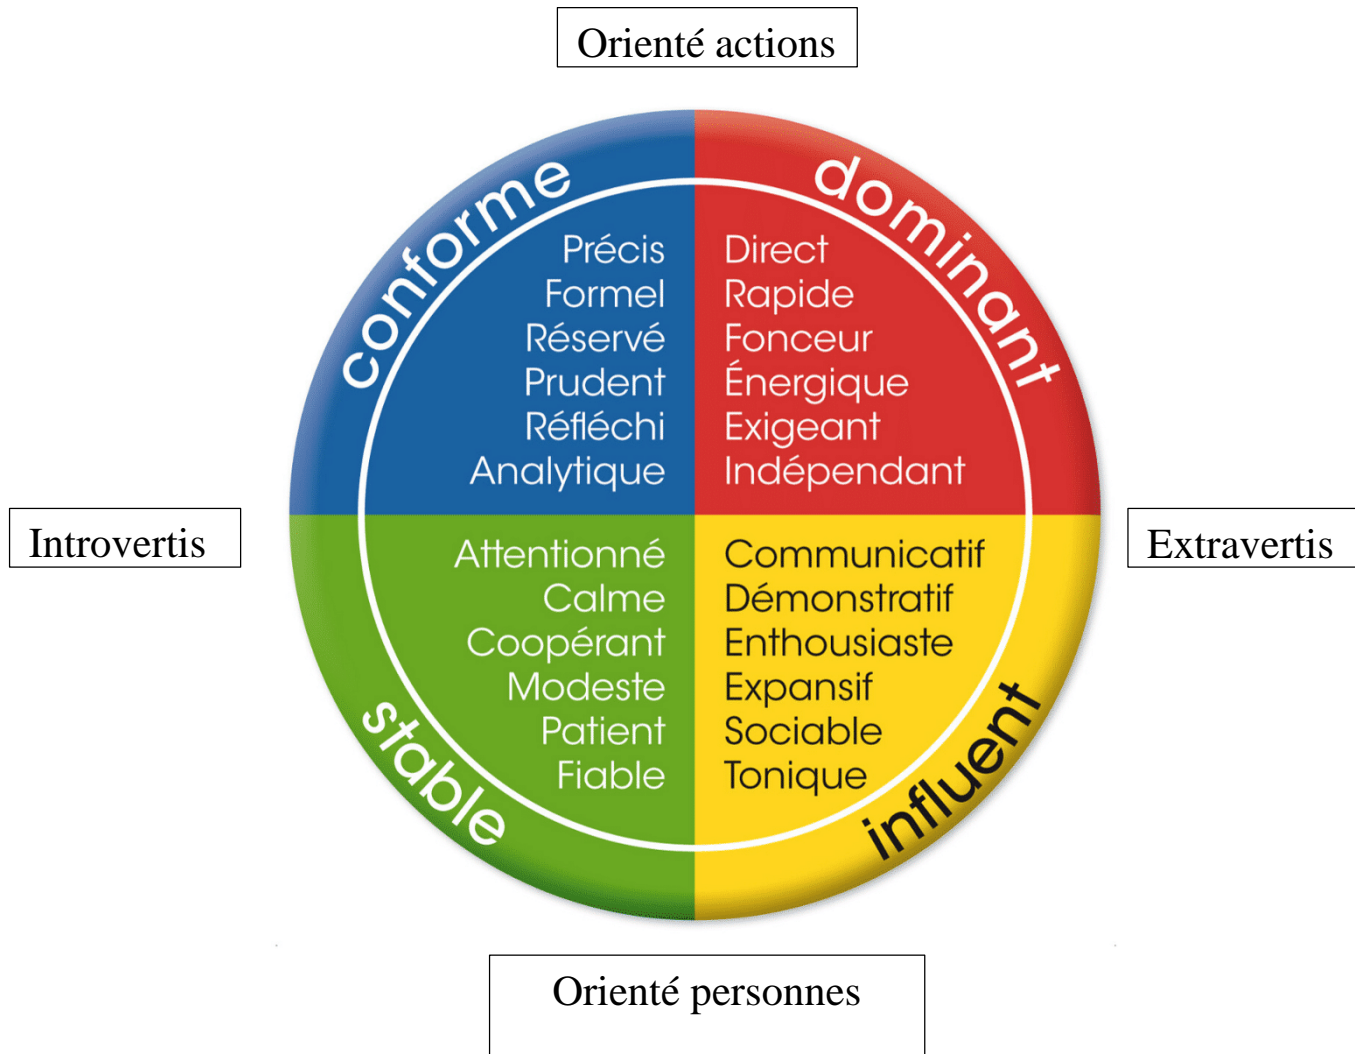 Orienté actions
conforme
Précis
Formel
Réservé
Prudent
Réfléchi
Analytique
dominant
Direct
Rapide
Fonceur
Énergique
Exigeant
Indépendant
Introvertis
Extravertis
Attentionné
Calme
Coopérant
Modeste
Patient
Fiable
stable
Communicatif
Démonstratif
Enthousiaste
Expansif
Sociable
Tonique
influent
Orienté personnes